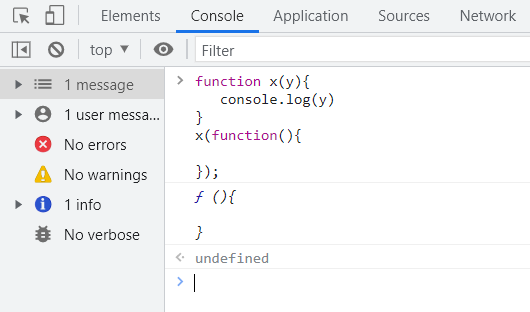 Elements Console Application Sources Network
top ▼ Filter
1 message
1 user messa...
No errors
No warnings
1 info
No verbose
> function x(y){
console.log(y)
}
x(function(){
});
ƒ (){
}
undefined
>